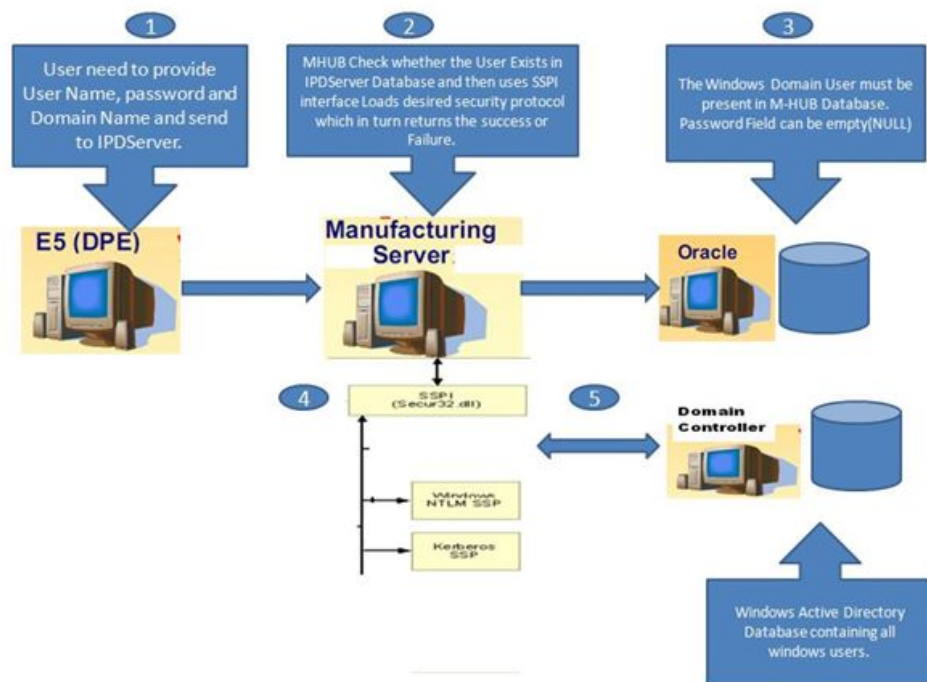 1
User need to provide
User Name, password and
Domain Name and send
to IPDServer.
2
MHUB Check whether the User Exists in
IPDServer Database and then uses SSPI
interface Loads desired security protocol
which in turn returns the success or
Failure.
3
The Windows Domain User must be
present in M-HUB Database.
Password Field can be empty(NULL)
E5 (DPE)
Manufacturing
Server
Oracle
4
SSPI
(Secur32.dll)
5
Domain
Controller
Windows
NTLM SSP
Kerberos
SSP
Windows Active Directory
Database containing all
windows users.